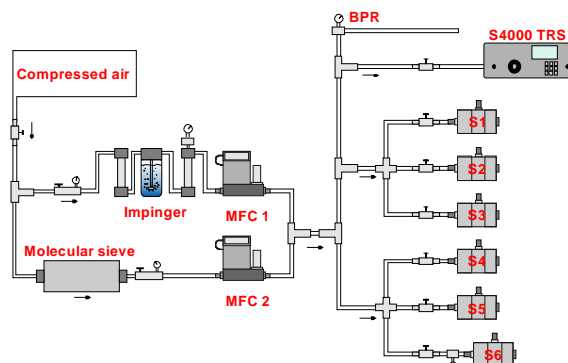 BPR
S4000 TRS
Compressed air
S1
S2
Impinger
MFC 1
S3
Molecular sieve
S4
MFC 2
S5
S6